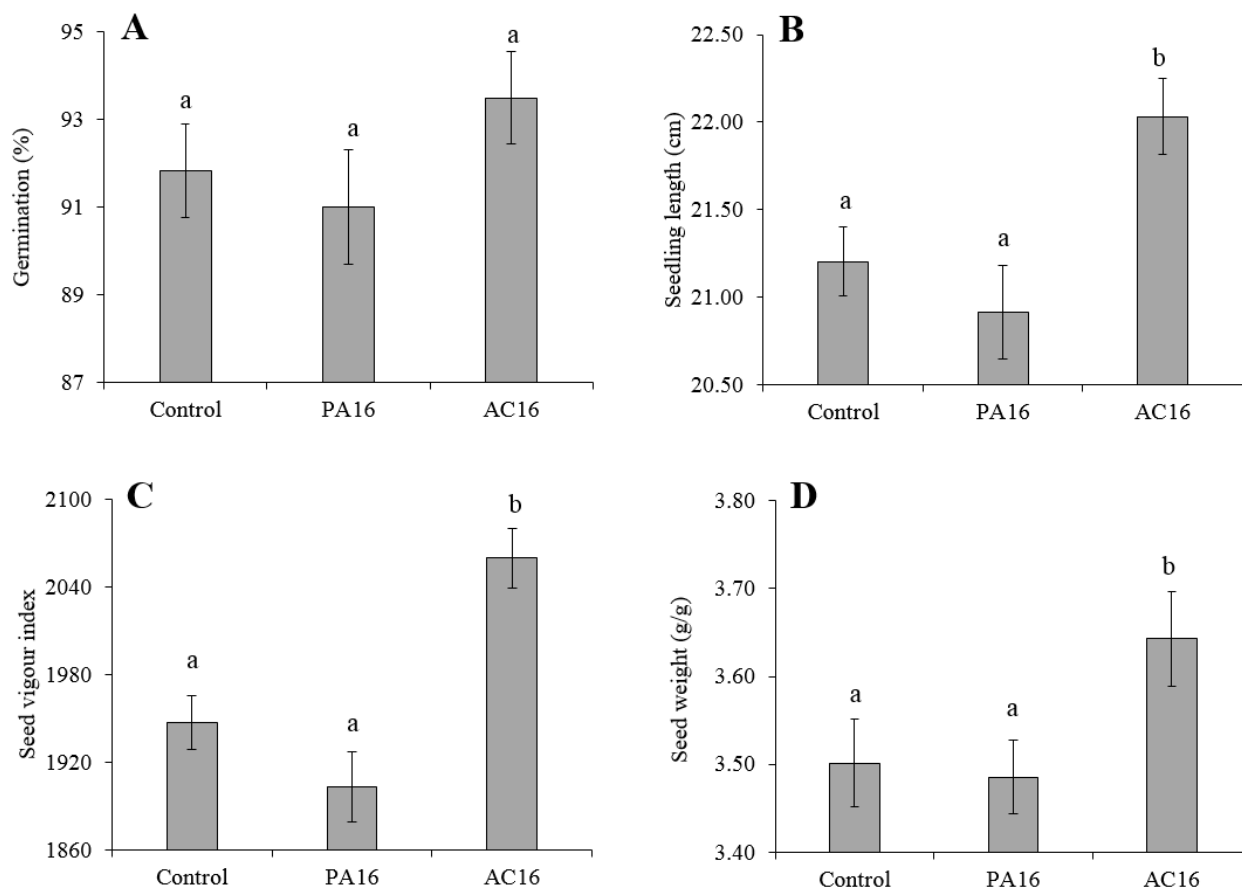 A
Germination (%)
95
93
91
89
87
a
a
a
Control
PA16
AC16
B
Seedling length (cm)
22.50
22.00
21.50
21.00
20.50
a
a
b
Control
PA16
AC16
C
Seed vigour index
2100
2040
1980
1920
1860
a
a
b
Control
PA16
AC16
D
Seed weight (g/g)
3.80
3.70
3.60
3.50
3.40
a
a
b
Control
PA16
AC16